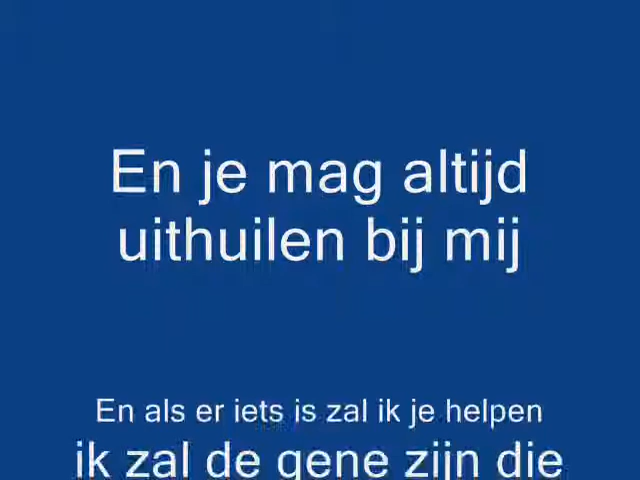 En je mag altijd
uithuilen bij mij
En als er iets is zal ik je helpen
ik zal de gene zijn die